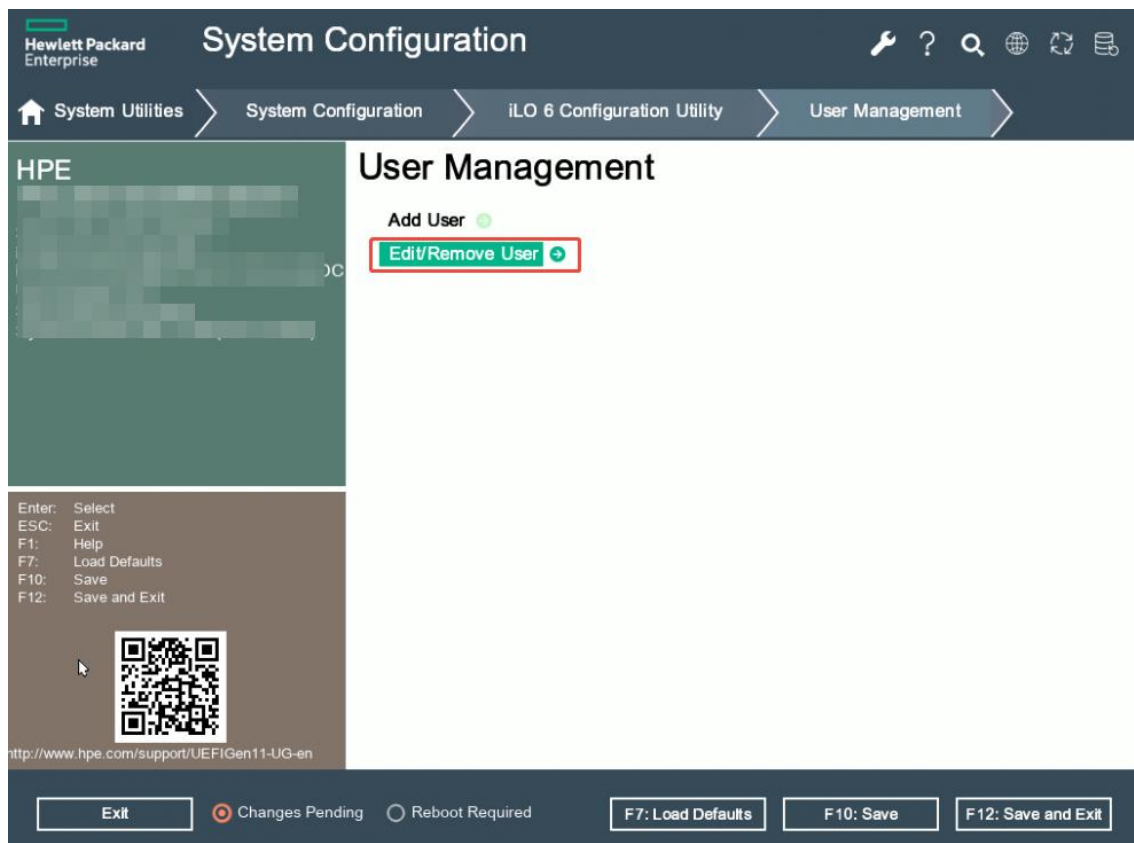 Hewlett Packard
Enterprise
System Configuration
?
System Utilities
System Configuration
iLO 6 Configuration Utility
User Management
HPE
User Management
Add User
Edit/Remove User
Enter: Select
ESC: Exit
F1: Help
F7: Load Defaults
F10: Save
F12: Save and Exit
http://www.hpe.com/support/UEFIGen11-UG-en
Exit
Changes Pending
Reboot Required
F7: Load Defaults
F10: Save
F12: Save and Exit